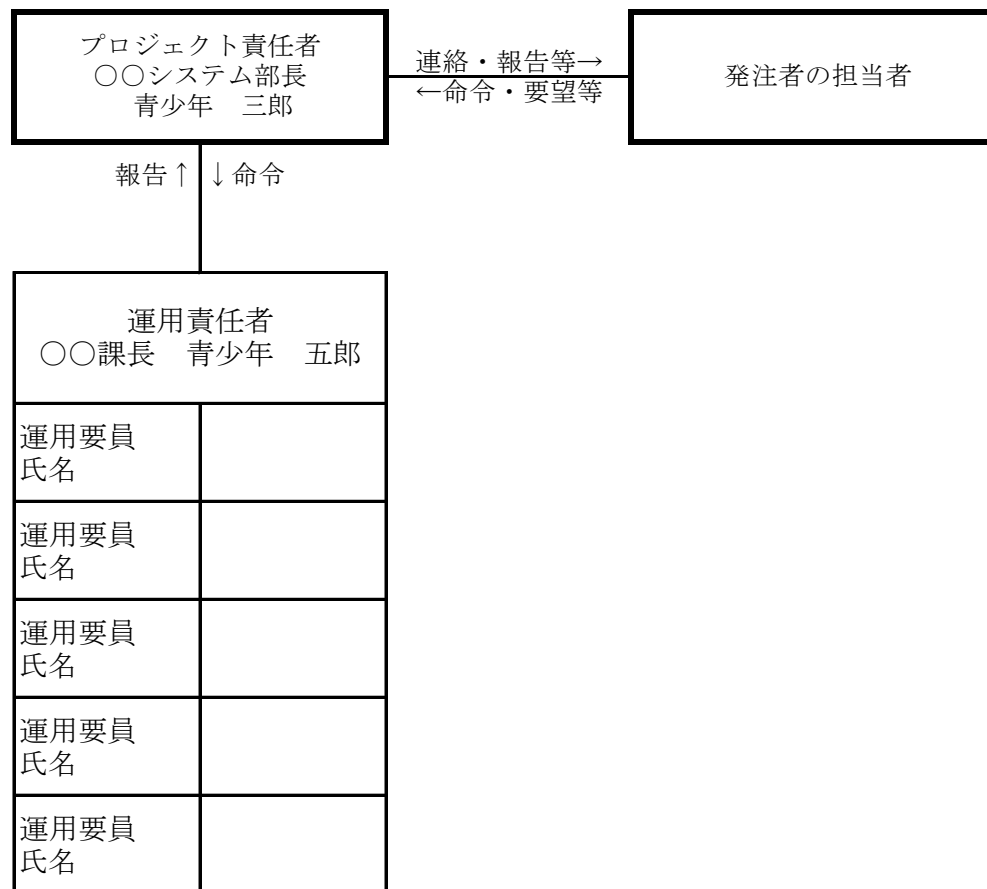 プロジェクト責任者
〇〇システム部長
青少年　三郎
連絡・報告等→
←命令・要望等
発注者の担当者
報告↑
↓命令
運用責任者
〇〇課長　青少年　五郎
運用要員
氏名
運用要員
氏名
運用要員
氏名
運用要員
氏名
運用要員
氏名